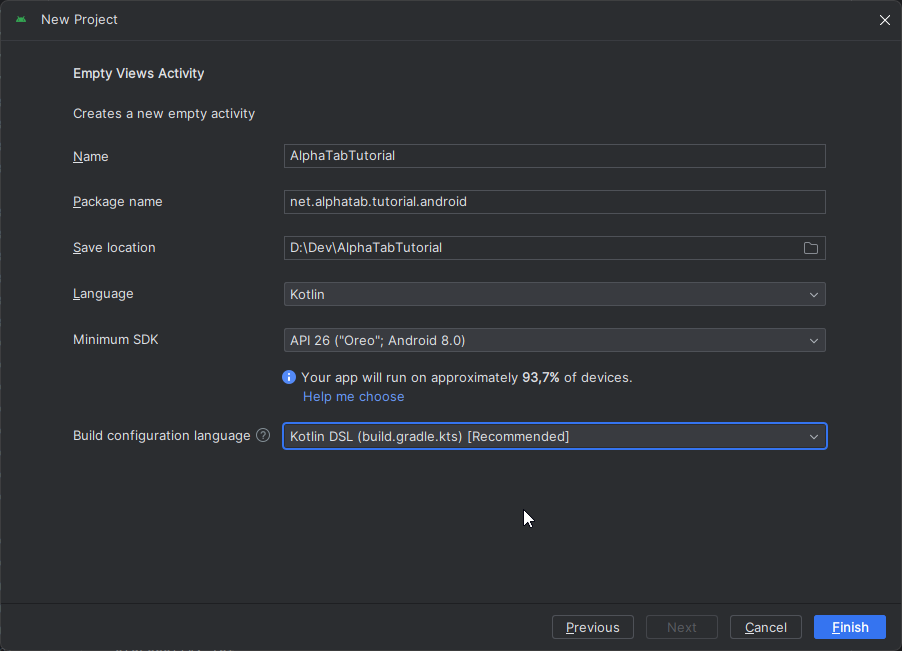 New Project
Empty Views Activity
Creates a new empty activity
Name AlphaTabTutorial
Package name net.alphatab.tutorial.android
Save location D:\Dev\AlphaTabTutorial
Language Kotlin
Minimum SDK API 26 ("Oreo"; Android 8.0)
Your app will run on approximately 93,7% of devices.
Help me choose
Build configuration language ? Kotlin DSL (build.gradle.kts) [Recommended]
Previous Next Cancel Finish